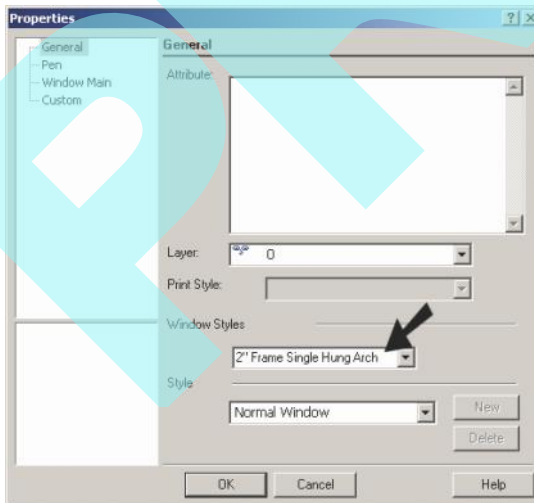 Properties
General
Pen
Window Main
Custom
General
Attribute:
Layer:
0
Print Style:
Window Styles
2" Frame Single Hung Arch
Style
Normal Window
New
Delete
OK
Cancel
Help